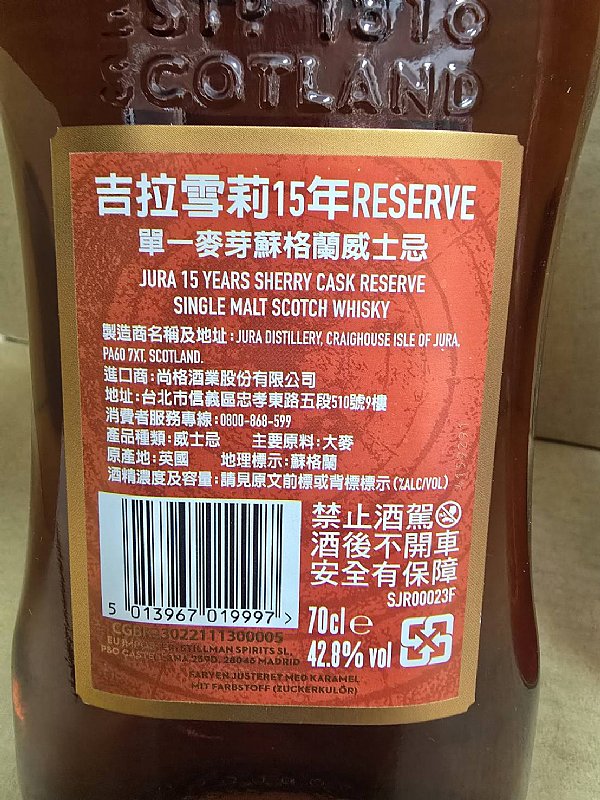 ESTD 1810
SCOTLAND
吉拉雪莉15年RESERVE
單一麥芽蘇格蘭威士忌
JURA 15 YEARS SHERRY CASK RESERVE
SINGLE MALT SCOTCH WHISKY
製造商名稱及地址:JURA DISTILLERY, CRAIGHOUSE ISLE OF JURA,
PA60 7XT, SCOTLAND.
進口商:尚格酒業股份有限公司
地址:台北市信義區忠孝東路五段510號9樓
消費者服務專線:0800-868-599
產品種類:威士忌 主要原料:大麥
原產地:英國 地理標示:蘇格蘭
酒精濃度及容量:請見原文前標或背標標示(%ALC/VOL)
禁止酒駕
酒後不開車
安全有保障
SJR00023F
5 013967 019997 >
70cl e
42.8% vol
3022111300005
28046 MADRID
FARVEN JUSTERET MED KARAMEL
MIT FARBSTOFF (ZUCKERKULÖR)